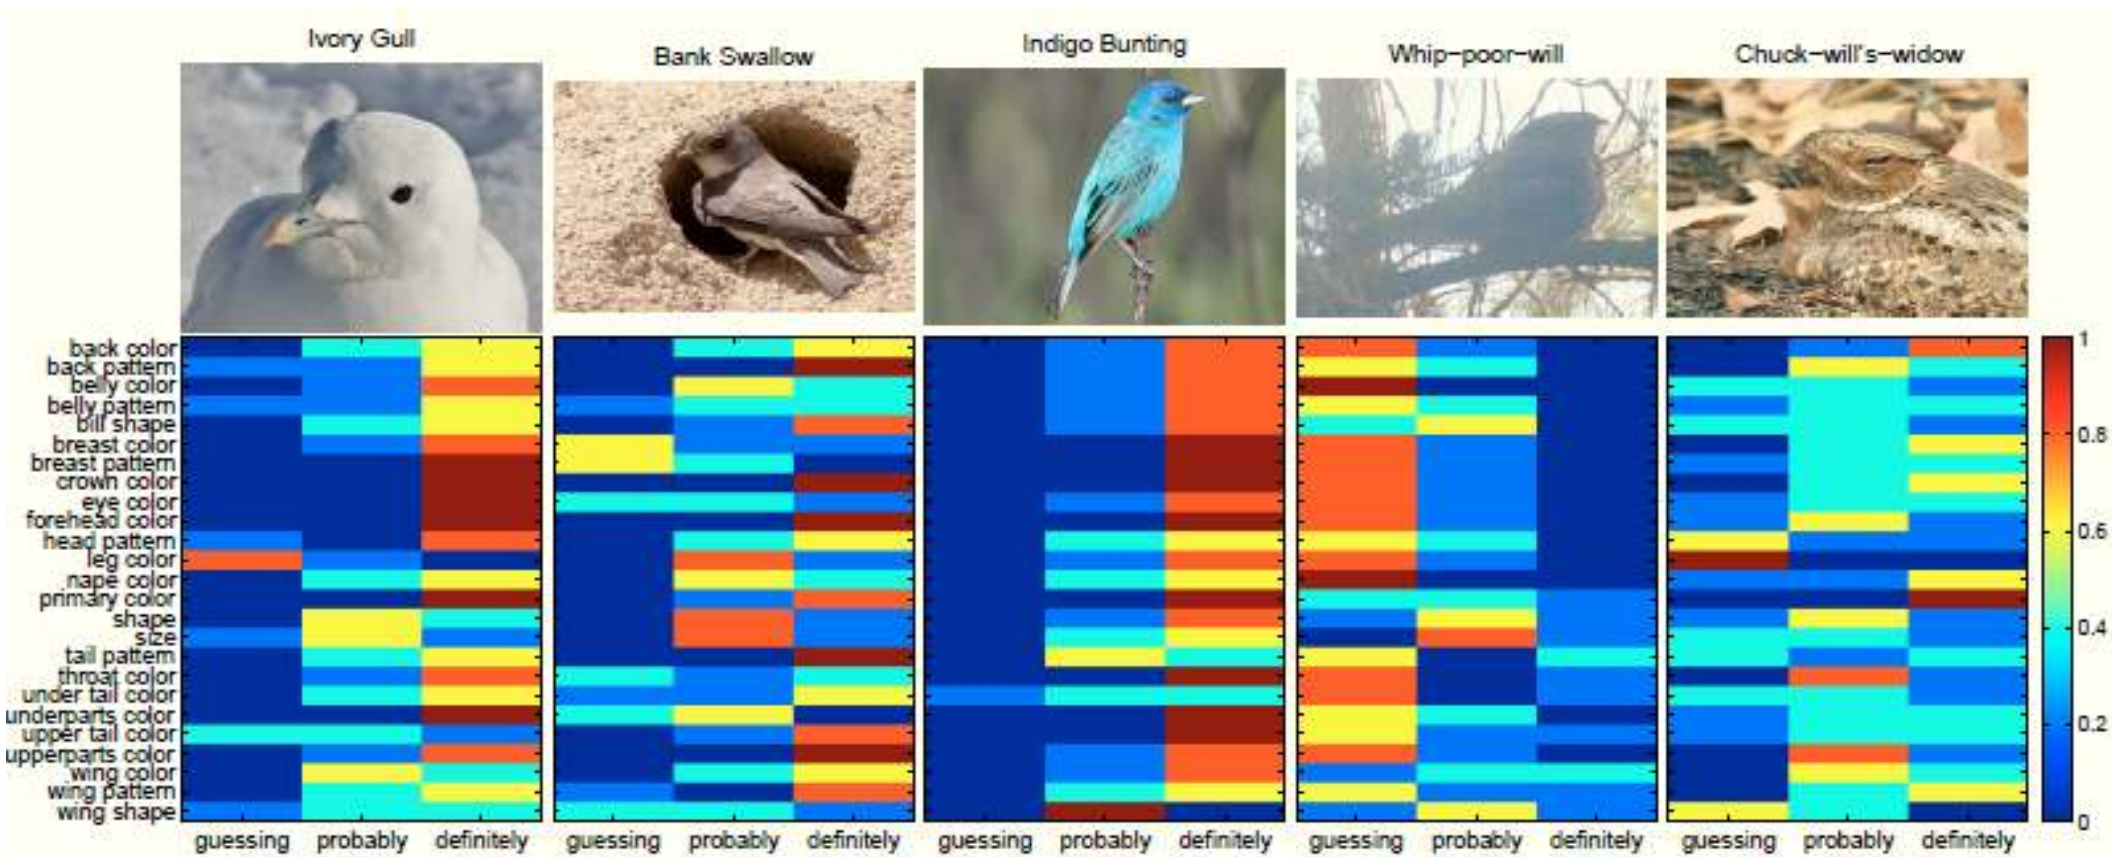 Ivory Gull
Bank Swallow
Indigo Bunting
Whip-poor-will
Chuck-will's-widow
back color
back pattern
belly color
belly pattern
bill shape
breast color
breast pattern
crown color
eye color
forehead color
head pattern
leg color
nape color
primary color
shape
size
tail pattern
throat color
under tail color
underparts color
upper tail color
upperparts color
wing color
wing pattern
wing shape
guessing probably definitely
guessing probably definitely
guessing probably definitely
guessing probably definitely
guessing probably definitely
1
0.8
0.6
0.4
0.2
0